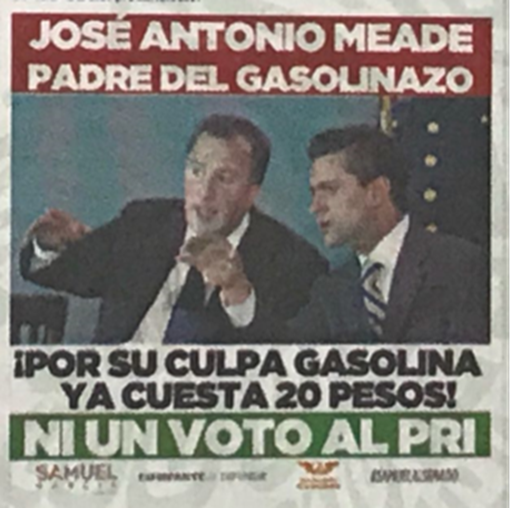 JOSÉ ANTONIO MEADE
PADRE DEL GASOLINAZO
¡POR SU CULPA GASOLINA
YA CUESTA 20 PESOS!
NI UN VOTO AL PRI
SAMUEL
GARCÍA